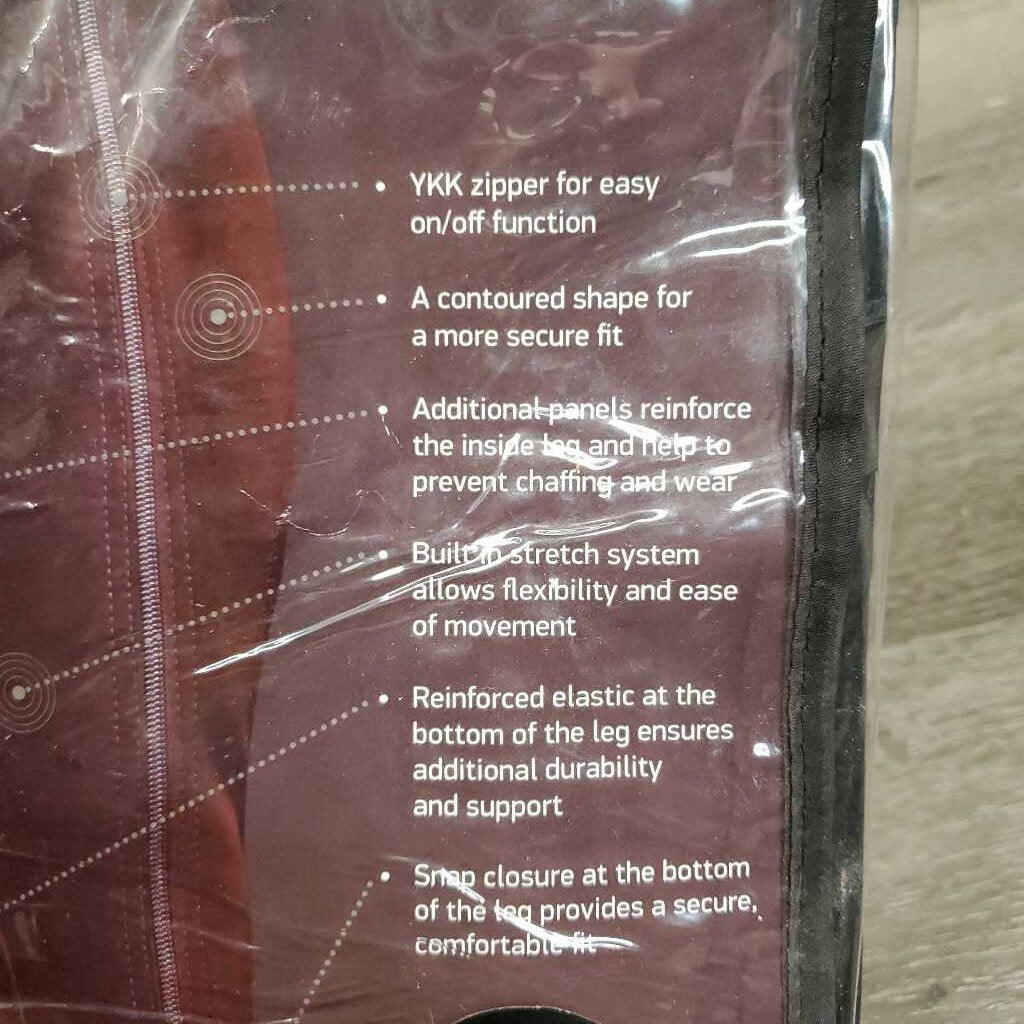 • YKK zipper for easy
on/off function
• A contoured shape for
a more secure fit
• Additional panels reinforce
the inside leg and help to
prevent chaffing and wear
• Built in stretch system
allows flexibility and ease
of movement
• Reinforced elastic at the
bottom of the leg ensures
additional durability
and support
• Snap closure at the bottom
of the leg provides a secure,
comfortable fit